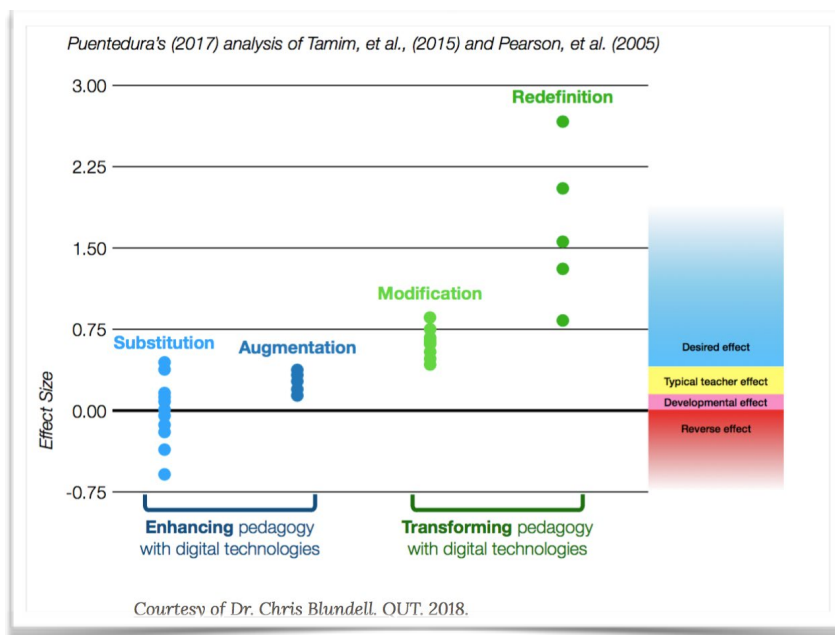 Puentedura's (2017) analysis of Tamim, et al., (2015) and Pearson, et al. (2005)
3.00
Redefinition
2.25
1.50
Modification
0.75
Substitution
Augmentation
Desired effect
Typical teacher effect
Developmental effect
0.00
Reverse effect
Effect Size
-0.75
Enhancing pedagogy
with digital technologies
Transforming pedagogy
with digital technologies
Courtesy of Dr. Chris Blundell. QUT. 2018.